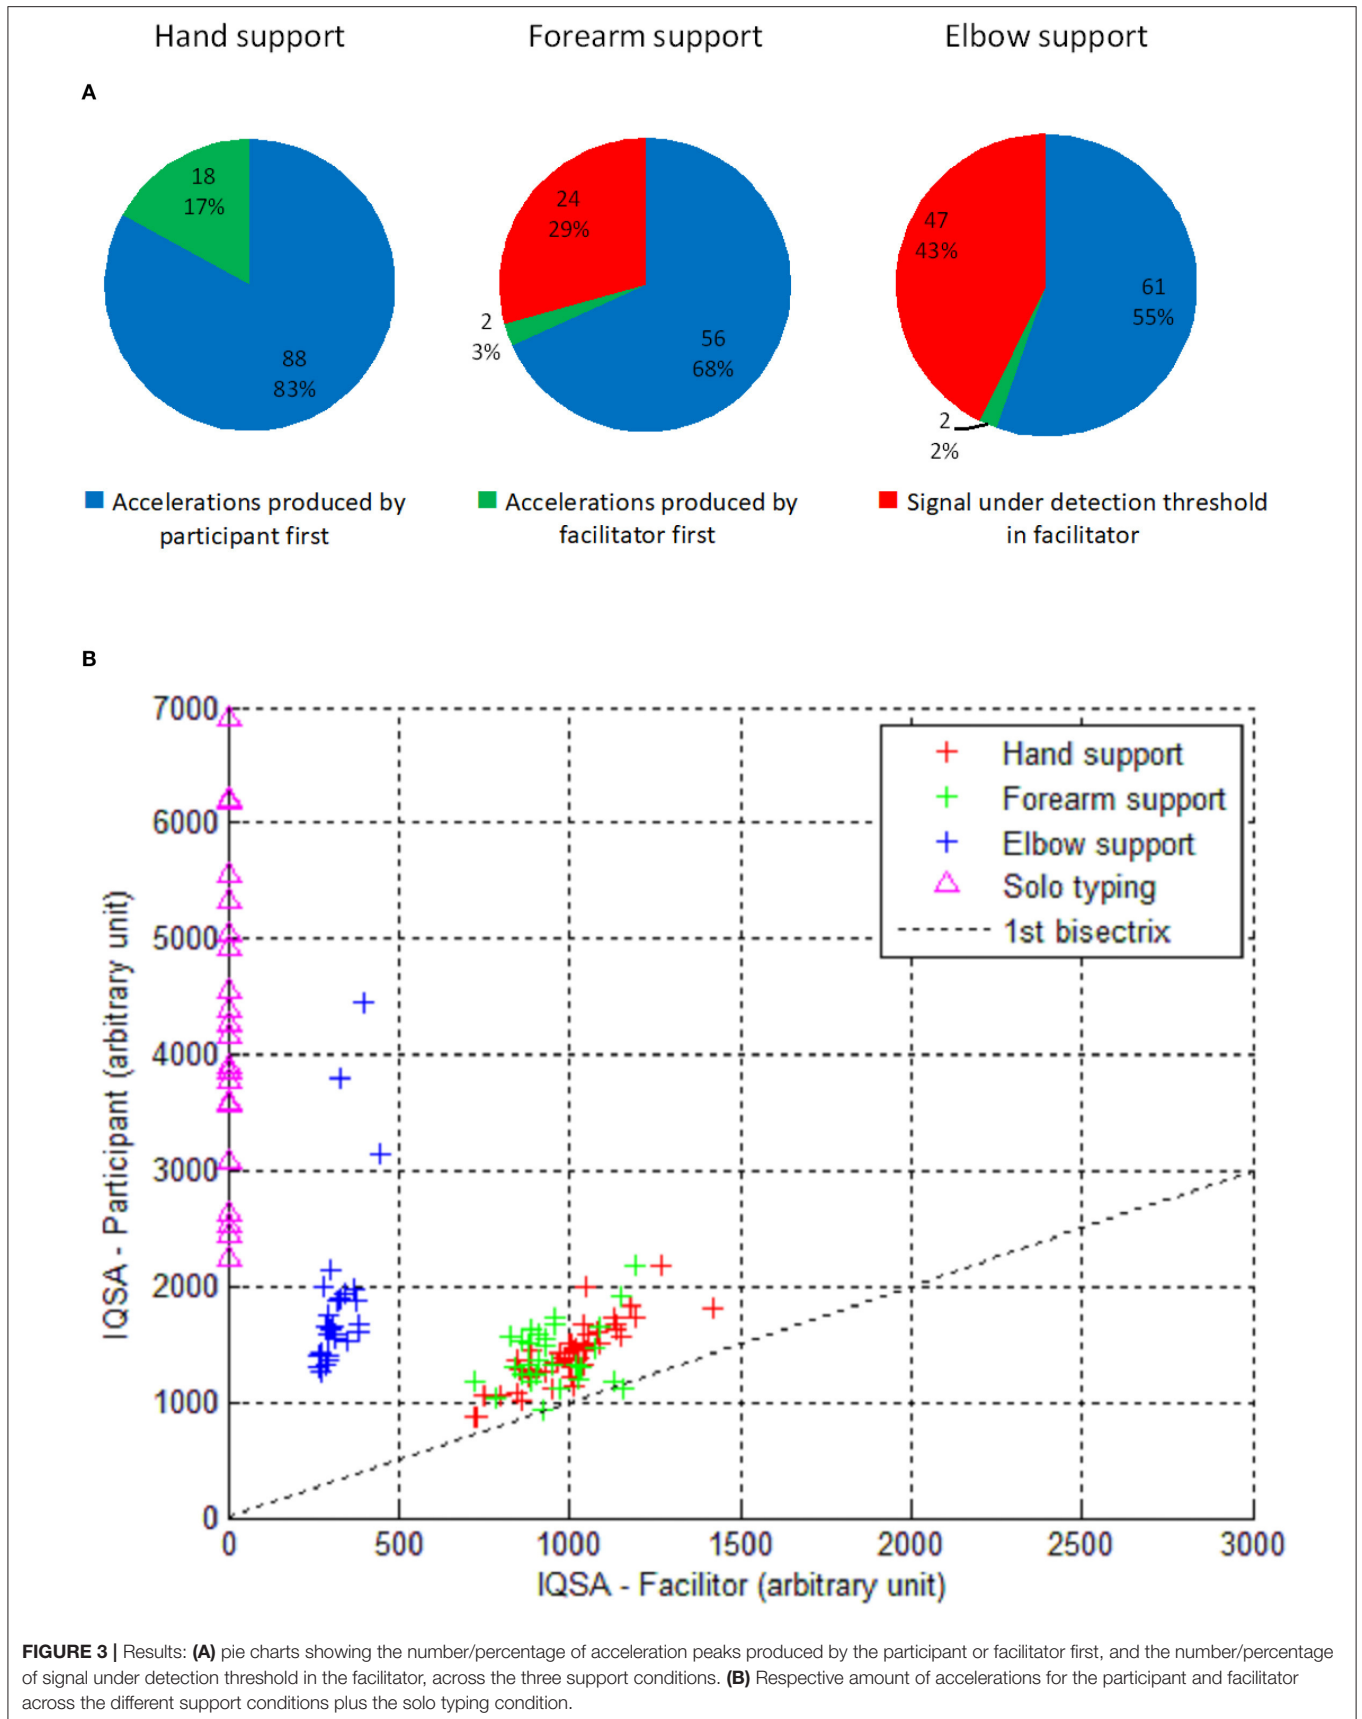 Hand support
Forearm support
Elbow support
A
18
17%
88
83%
24
29%
2
3%
56
68%
47
43%
61
55%
2
2%
Accelerations produced by
participant first
Accelerations produced by
facilitator first
Signal under detection threshold
in facilitator
B
7000
6000
5000
4000
3000
2000
1000
0
IQSA - Participant (arbitrary unit)
Hand support
Forearm support
Elbow support
Solo typing
1st bisectrix
0
500
1000
1500
2000
2500
3000
IQSA - Facilitor (arbitrary unit)
FIGURE 3 | Results: (A) pie charts showing the number/percentage of acceleration peaks produced by the participant or facilitator first, and the number/percentage
of signal under detection threshold in the facilitator, across the three support conditions. (B) Respective amount of accelerations for the participant and facilitator
across the different support conditions plus the solo typing condition.